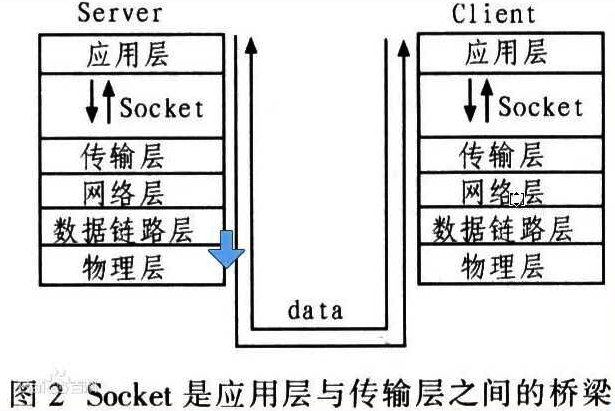 Server
应用层
Socket
传输层
网络层
数据链路层
物理层
Client
应用层
Socket
传输层
网络层
数据链路层
物理层
data
图 2 Socket 是应用层与传输层之间的桥梁